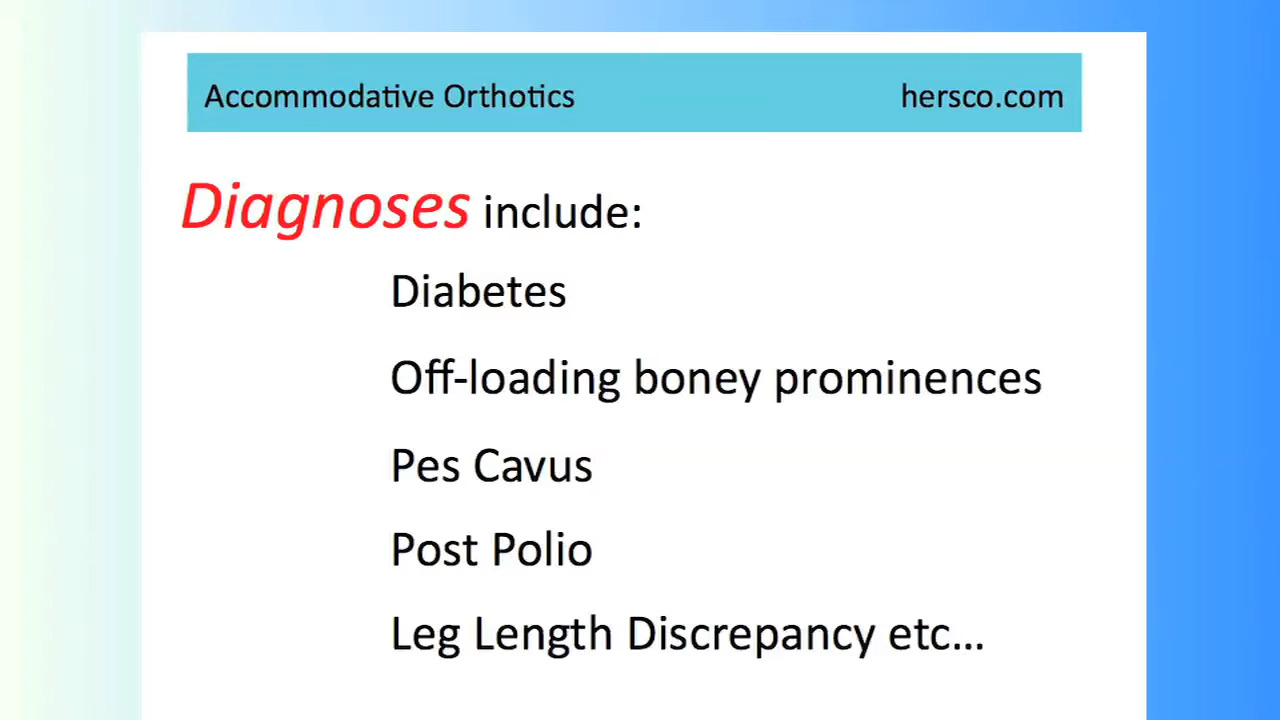 Accommodative Orthotics hersco.com
Diagnoses include:
Diabetes
Off-loading boney prominences
Pes Cavus
Post Polio
Leg Length Discrepancy etc...